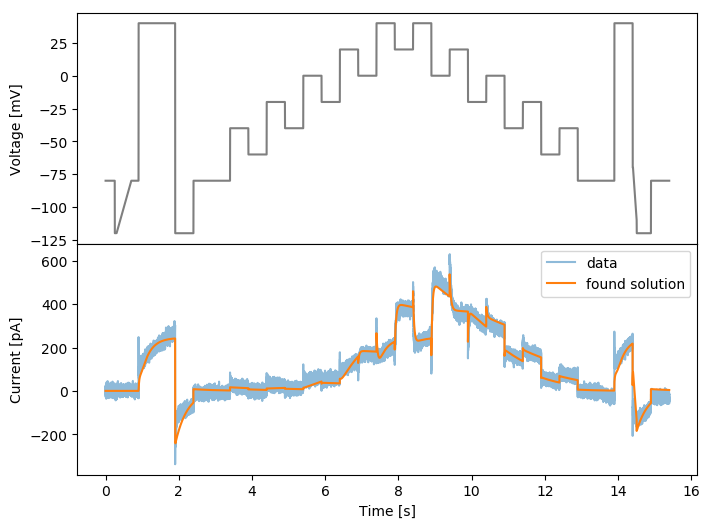 Voltage [mV]
25
0
−25
−50
−75
−100
−125
Current [pA]
600
400
200
0
−200
data
found solution
0 2 4 6 8 10 12 14 16
Time [s]